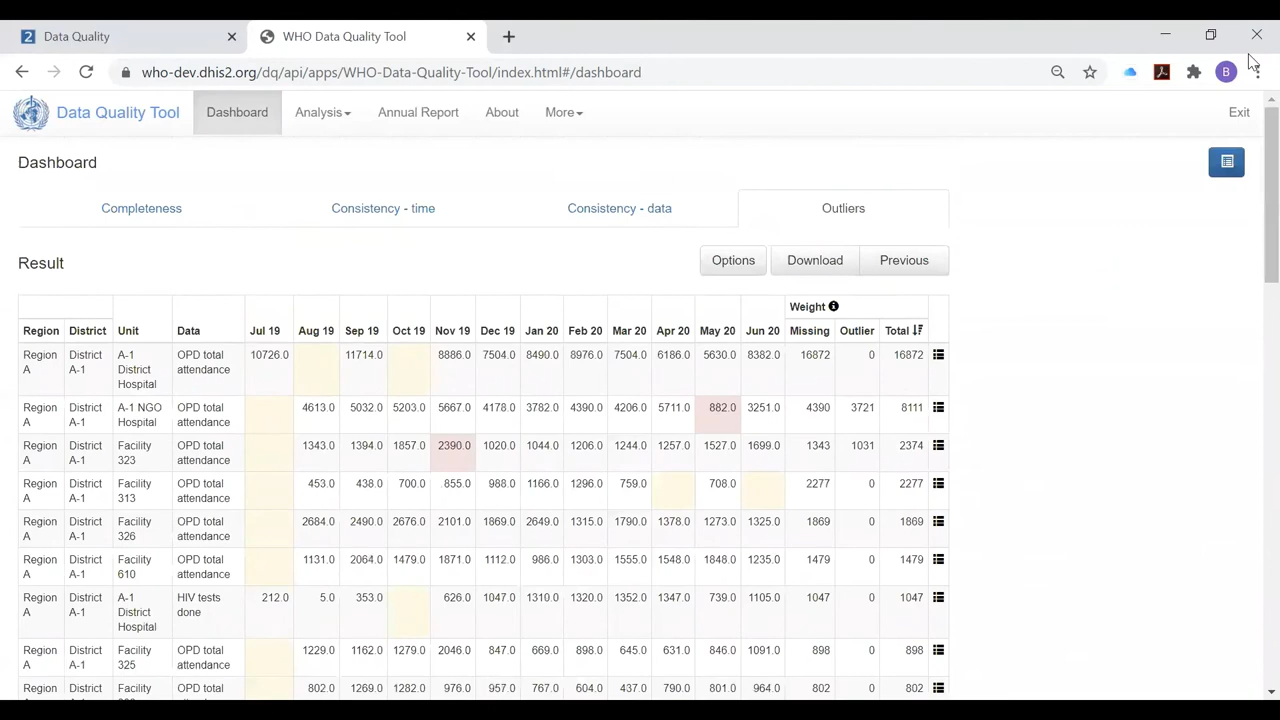 Data Quality
WHO Data Quality Tool
who-dev.dhis2.org/dq/api/apps/WHO-Data-Quality-Tool/index.html#/dashboard
B
Data Quality Tool
Dashboard
Analysis
Annual Report
About
More
Exit
Dashboard
Completeness
Consistency - time
Consistency - data
Outliers
Result
Options
Download
Previous
Weight
Region District Unit Data Jul 19 Aug 19 Sep 19 Oct 19 Nov 19 Dec 19 Jan 20 Feb 20 Mar 20 Apr 20 May 20 Jun 20 Missing Outlier Total
Region District A-1 OPD total 10726.0 11714.0 8886.0 7504.0 8490.0 8976.0 7504.0 6186.0 5630.0 8382.0 16872 0 16872
A A-1 District attendance
Hospital
Region District A-1 NGO OPD total 4613.0 5032.0 5203.0 5667.0 4178.0 3782.0 4390.0 4206.0 5711.0 882.0 3251.0 4390 3721 8111
A A-1 Hospital attendance
Region District Facility OPD total 1343.0 1394.0 1857.0 2390.0 1020.0 1044.0 1206.0 1244.0 1257.0 1527.0 1699.0 1343 1031 2374
A A-1 323 attendance
Region District Facility OPD total 453.0 438.0 700.0 855.0 988.0 1166.0 1296.0 759.0 708.0 2277 0 2277
A A-1 313 attendance
Region District Facility OPD total 2684.0 2490.0 2676.0 2101.0 1869.0 2649.0 1315.0 1790.0 1378.0 1273.0 1325.0 1869 0 1869
A A-1 326 attendance
Region District Facility OPD total 1131.0 2064.0 1479.0 1871.0 1112.0 986.0 1303.0 1555.0 1548.0 1848.0 1235.0 1479 0 1479
A A-1 610 attendance
Region District A-1 HIV tests 212.0 5.0 353.0 626.0 1047.0 1310.0 1320.0 1352.0 1347.0 739.0 1105.0 1047 0 1047
A A-1 District done
Hospital
Region District Facility OPD total 1229.0 1162.0 1279.0 2046.0 847.0 669.0 898.0 645.0 631.0 846.0 1091.0 898 0 898
A A-1 325 attendance
Region District Facility OPD total 802.0 1269.0 1282.0 976.0 957.0 767.0 604.0 437.0 790.0 801.0 964.0 802 0 802